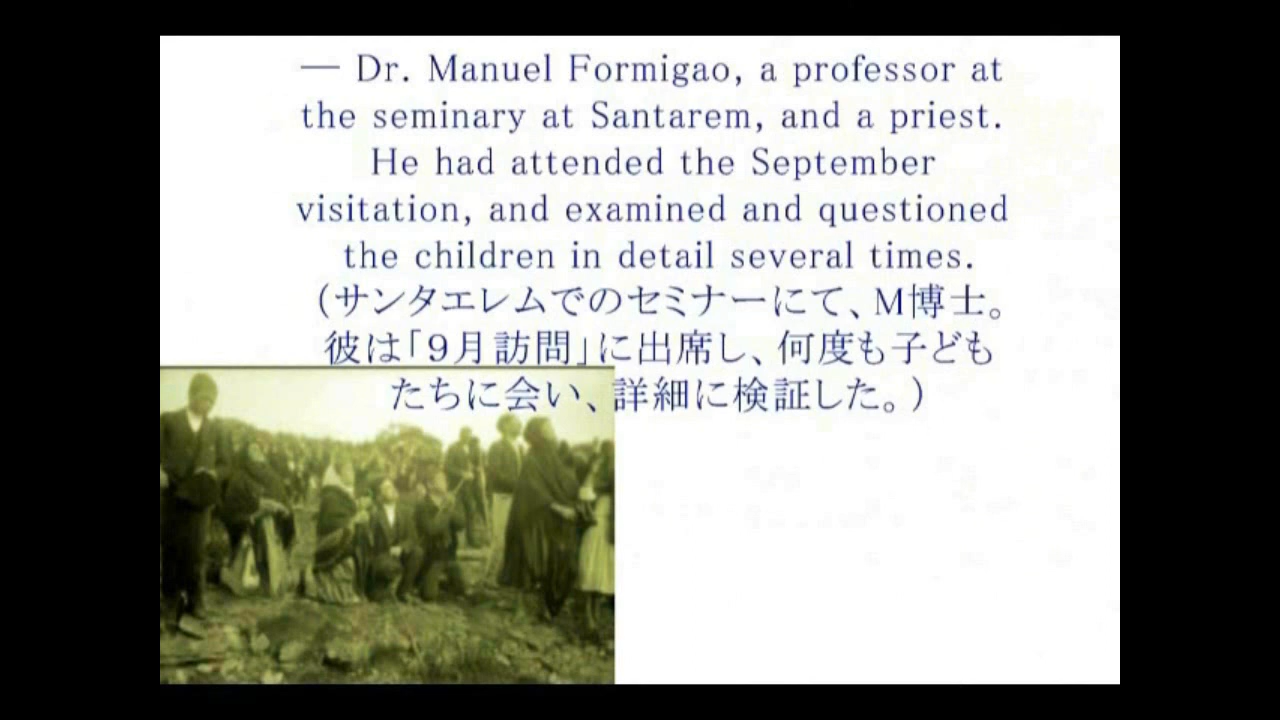 — Dr. Manuel Formigao, a professor at
the seminary at Santarem, and a priest.
He had attended the September
visitation, and examined and questioned
the children in detail several times.
(サンタエレムでのセミナーにて、M博士。
彼は「9月訪問」に出席し、何度も子ども
たちに会い、詳細に検証した。)